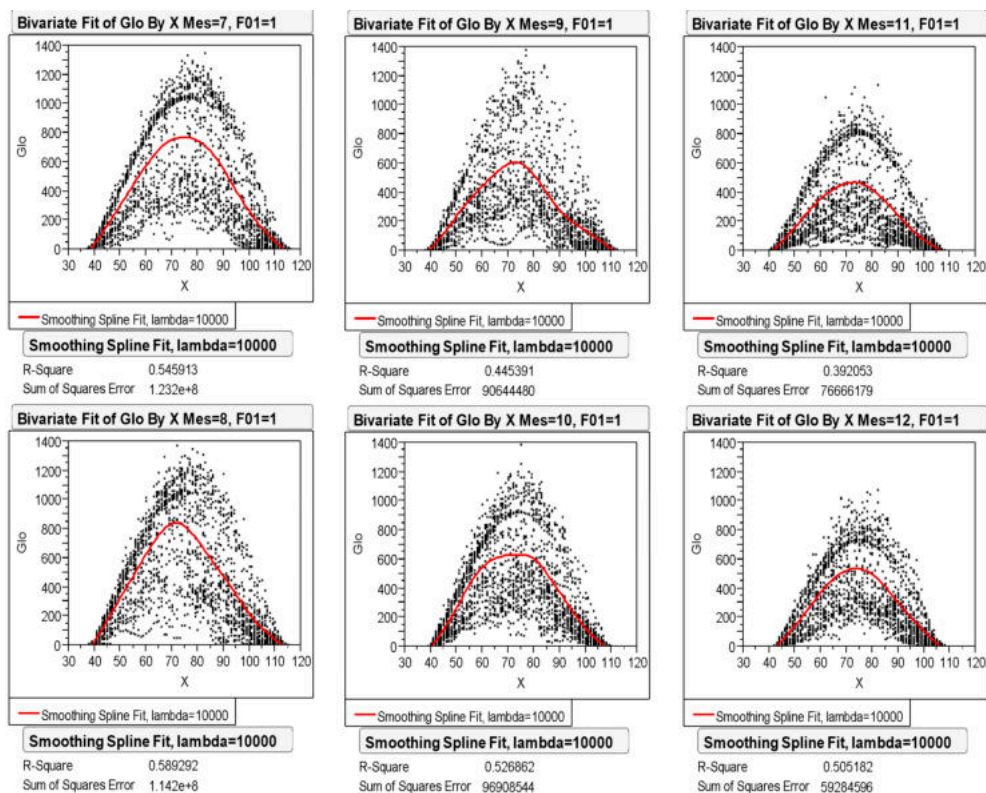 Bivariate Fit of Glo By X Mes=7, F01=1
1400
1200
1000
800
600
400
200
0
Glo
30 40 50 60 70 80 90 100 110 120
X
Smoothing Spline Fit, lambda=10000
Smoothing Spline Fit, lambda=10000
R-Square 0.545913
Sum of Squares Error 1.232e+8
Bivariate Fit of Glo By X Mes=9, F01=1
1400
1200
1000
800
600
400
200
0
Glo
30 40 50 60 70 80 90 100 110 120
X
Smoothing Spline Fit, lambda=10000
Smoothing Spline Fit, lambda=10000
R-Square 0.445391
Sum of Squares Error 90644480
Bivariate Fit of Glo By X Mes=11, F01=1
1400
1200
1000
800
600
400
200
0
Glo
30 40 50 60 70 80 90 100 110 120
X
Smoothing Spline Fit, lambda=10000
Smoothing Spline Fit, lambda=10000
R-Square 0.392053
Sum of Squares Error 76666179
Bivariate Fit of Glo By X Mes=8, F01=1
1400
1200
1000
800
600
400
200
0
Glo
30 40 50 60 70 80 90 100 110 120
X
Smoothing Spline Fit, lambda=10000
Smoothing Spline Fit, lambda=10000
R-Square 0.589292
Sum of Squares Error 1.142e+8
Bivariate Fit of Glo By X Mes=10, F01=1
1400
1200
1000
800
600
400
200
0
Glo
30 40 50 60 70 80 90 100 110 120
X
Smoothing Spline Fit, lambda=10000
Smoothing Spline Fit, lambda=10000
R-Square 0.526862
Sum of Squares Error 96908544
Bivariate Fit of Glo By X Mes=12, F01=1
1400
1200
1000
800
600
400
200
0
Glo
30 40 50 60 70 80 90 100 110 120
X
Smoothing Spline Fit, lambda=10000
Smoothing Spline Fit, lambda=10000
R-Square 0.505182
Sum of Squares Error 59284596